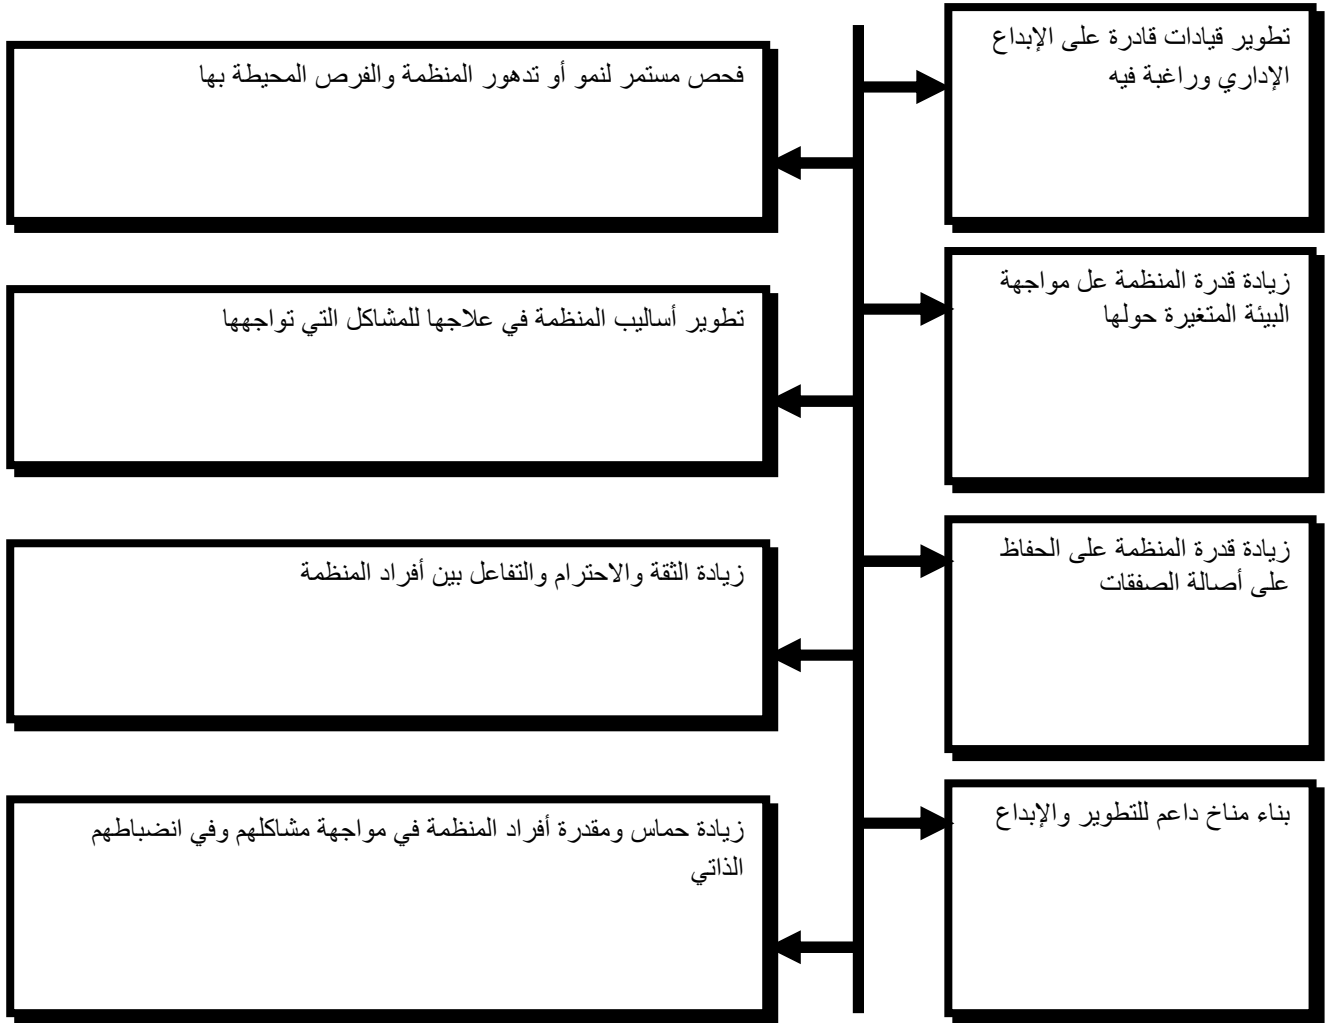 تطوير قيادات قادرة على الإبداع
الإداري وراغبة فيه
فحص مستمر لنمو أو تدهور المنظمة والفرص المحيطة بها
زيادة قدرة المنظمة عل مواجهة
البيئة المتغيرة حولها
تطوير أساليب المنظمة في علاجها للمشاكل التي تواجهها
زيادة قدرة المنظمة على الحفاظ
على أصالة الصفقات
زيادة الثقة والاحترام والتفاعل بين أفراد المنظمة
بناء مناخ داعم للتطوير والإبداع
زيادة حماس ومقدرة أفراد المنظمة في مواجهة مشاكلهم وفي انضباطهم
الذاتي